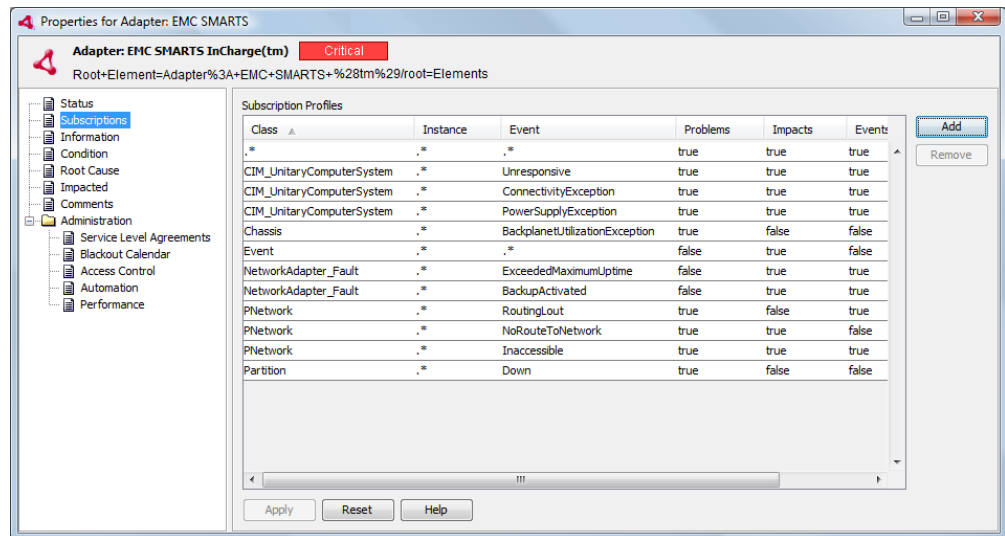 Properties for Adapter: EMC SMARTS
Adapter: EMC SMARTS InCharge(tm) Critical
Root+Element=Adapter%3A+EMC+SMARTS+%28tm%29/root=Elements
Status
Subscriptions
Information
Condition
Root Cause
Impacted
Comments
Administration
Service Level Agreements
Blackout Calendar
Access Control
Automation
Performance
Subscription Profiles
Class Instance Event Problems Impacts Events
.* .* .* true true true
CIM_UnitaryComputerSystem .* Unresponsive true true true
CIM_UnitaryComputerSystem .* ConnectivityException true true true
CIM_UnitaryComputerSystem .* PowerSupplyException true true true
Chassis .* BackplanetUtilizationException true false false
Event .* .* false true false
NetworkAdapter_Fault .* ExceededMaximumUptime false true true
NetworkAdapter_Fault .* BackupActivated false true true
PNetwork .* RoutingLout true false true
PNetwork .* NoRouteToNetwork true true false
PNetwork .* Inaccessible true true true
Partition .* Down true false false
Add
Remove
Apply Reset Help